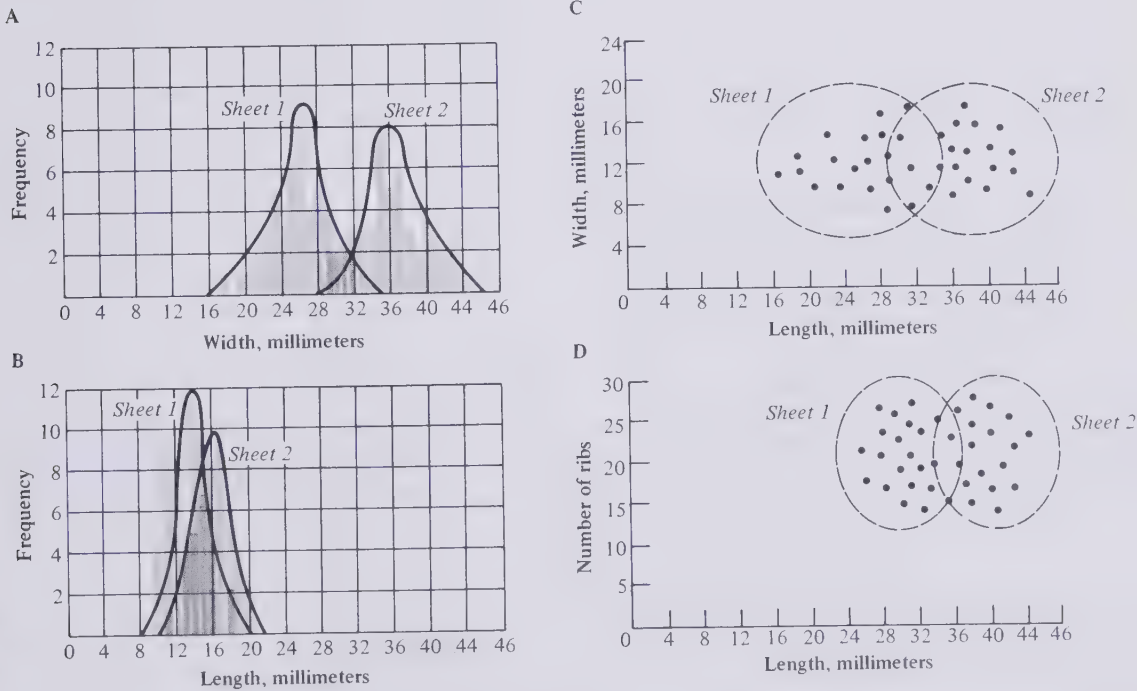 A
12
10
8
6
4
2
Frequency
Sheet 1
Sheet 2
0 4 8 12 16 20 24 28 32 36 40 44 46
Width, millimeters
B
12
10
8
6
4
2
Frequency
Sheet 1
Sheet 2
0 4 8 12 16 20 24 28 32 36 40 44 46
Length, millimeters
C
24
20
16
12
8
4
Width, millimeters
Sheet 1
Sheet 2
0 4 8 12 16 20 24 28 32 36 40 44 46
Length, millimeters
D
30
25
20
15
10
5
Number of ribs
Sheet 1
Sheet 2
0 4 8 12 16 20 24 28 32 36 40 44 46
Length, millimeters